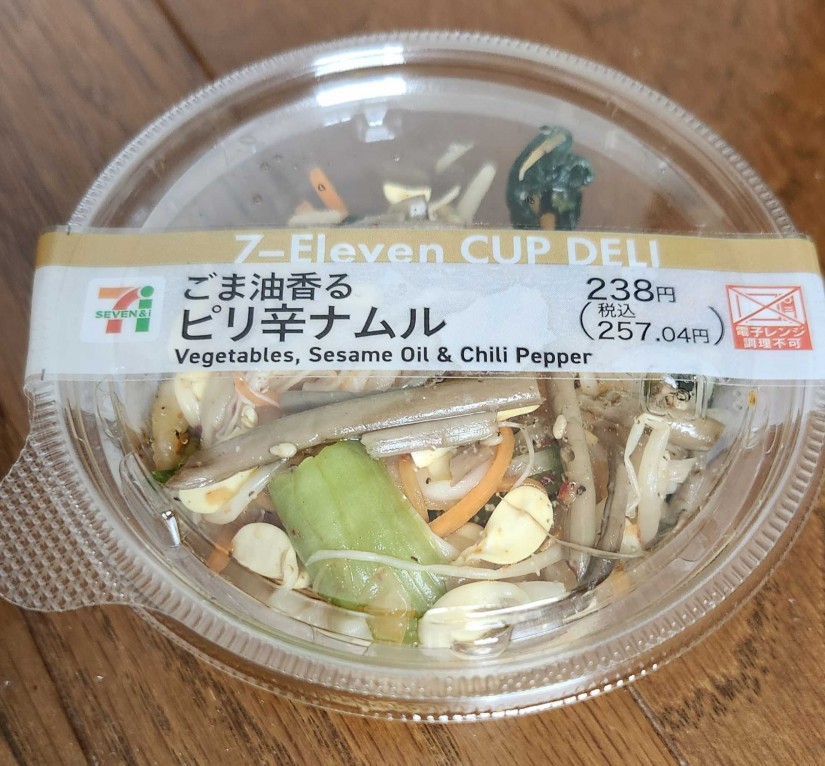 7-Eleven CUP DELI
SEVEN&i
ごま油香る
ピリ辛ナムル
Vegetables, Sesame Oil & Chili Pepper
238円
(税込
257.04円)
電子レンジ
調理不可